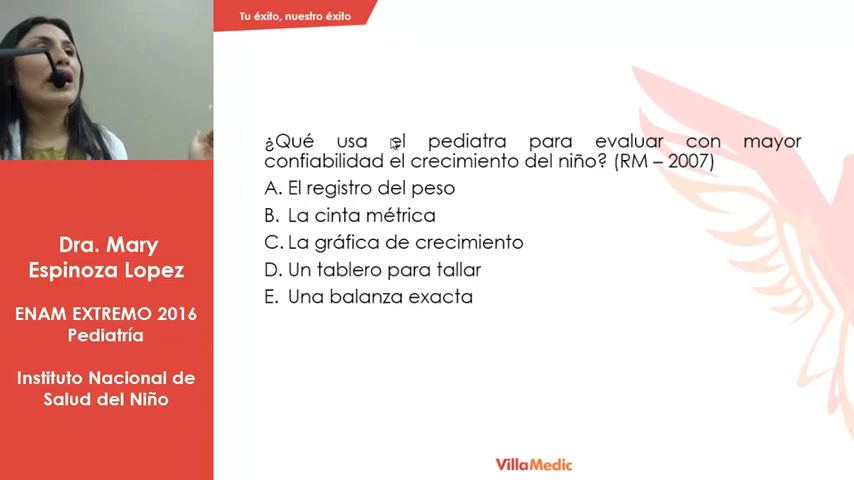 Tu éxito, nuestro éxito
¿Qué usa el pediatra para evaluar con mayor
confiabilidad el crecimiento del niño? (RM – 2007)
A. El registro del peso
B. La cinta métrica
C. La gráfica de crecimiento
D. Un tablero para tallar
E. Una balanza exacta
Dra. Mary
Espinoza Lopez
ENAM EXTREMO 2016
Pediatría
Instituto Nacional de
Salud del Niño
VillaMedic